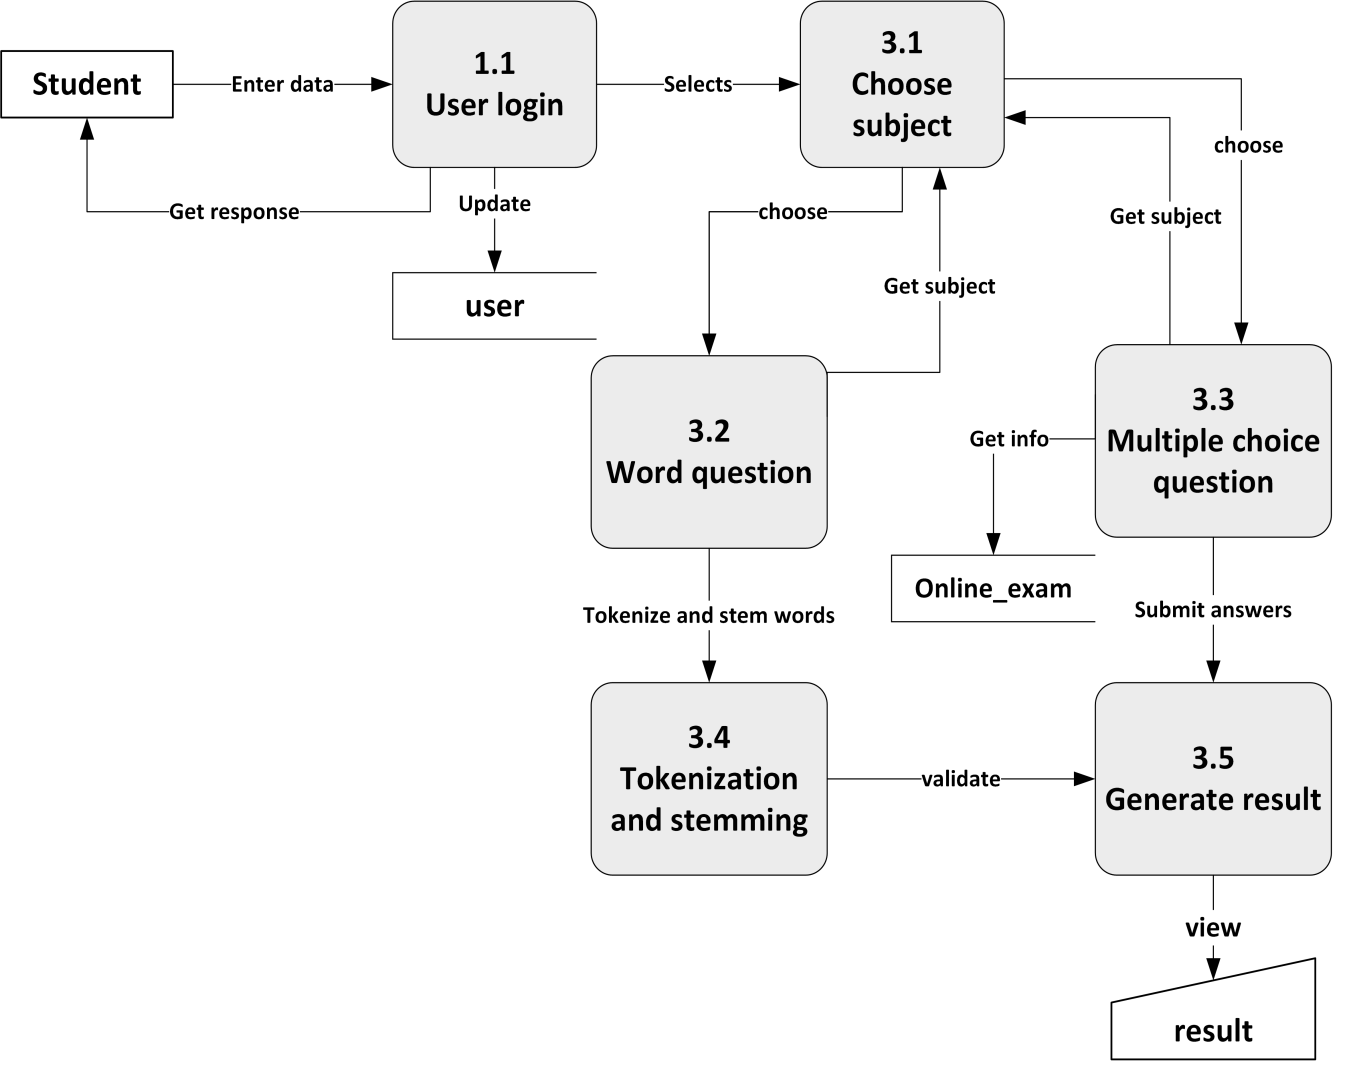 Student
Enter data
1.1
User login
Selects
3.1
Choose
subject
choose
Get response
Update
choose
Get subject
Get subject
user
3.2
Word question
3.3
Multiple choice
question
Get info
Online_exam
Tokenize and stem words
Submit answers
3.4
Tokenization
and stemming
validate
3.5
Generate result
view
result